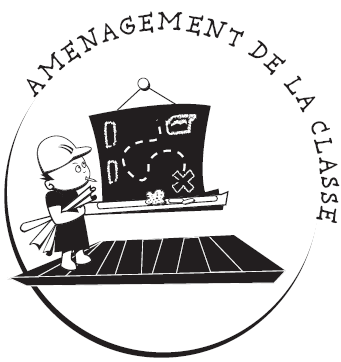 AMENAGEMENT DE LA CLASSE